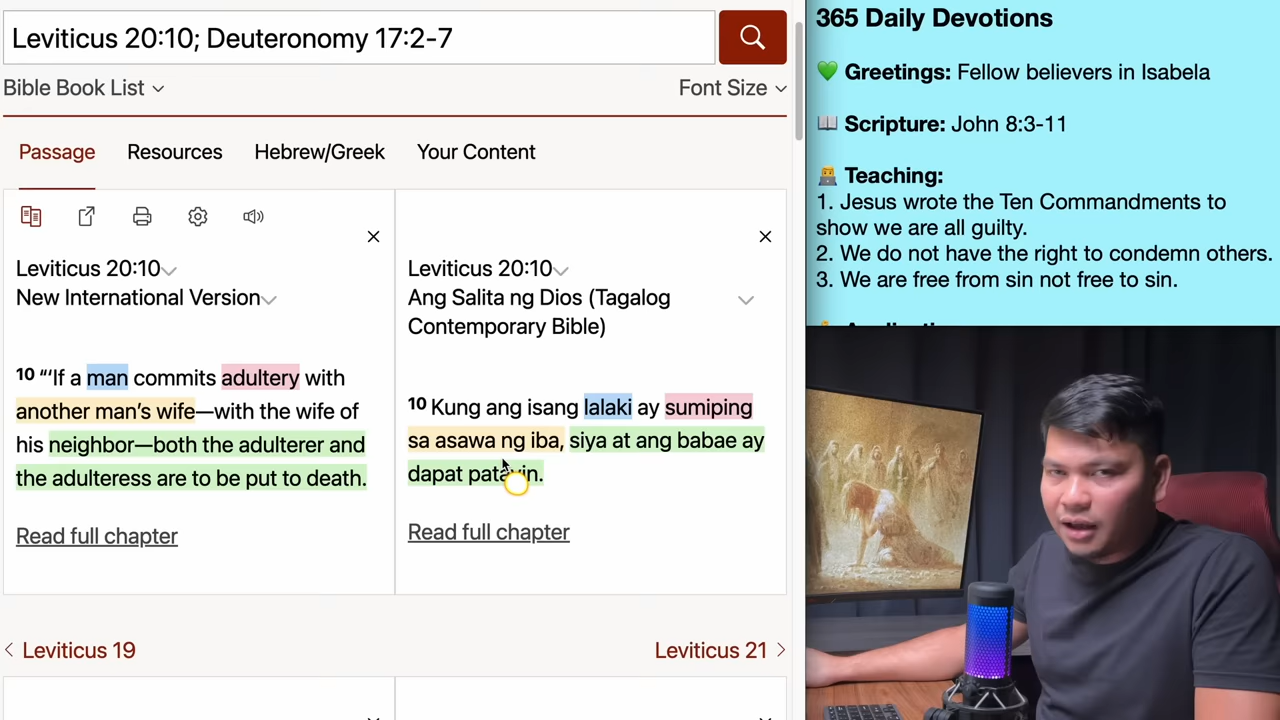 Leviticus 20:10; Deuteronomy 17:2-7
Bible Book List
Font Size
Passage
Resources
Hebrew/Greek
Your Content
Leviticus 20:10
New International Version
10 “‘If a man commits adultery with
another man’s wife—with the wife of
his neighbor—both the adulterer and
the adulteress are to be put to death.
Read full chapter
Leviticus 20:10
Ang Salita ng Dios (Tagalog
Contemporary Bible)
10 Kung ang isang lalaki ay sumiping
sa asawa ng iba, siya at ang babae ay
dapat patayin.
Read full chapter
Leviticus 19
Leviticus 21
365 Daily Devotions
💚 Greetings: Fellow believers in Isabela
📖 Scripture: John 8:3-11
👨‍💻 Teaching:
1. Jesus wrote the Ten Commandments to
show we are all guilty.
2. We do not have the right to condemn others.
3. We are free from sin not free to sin.